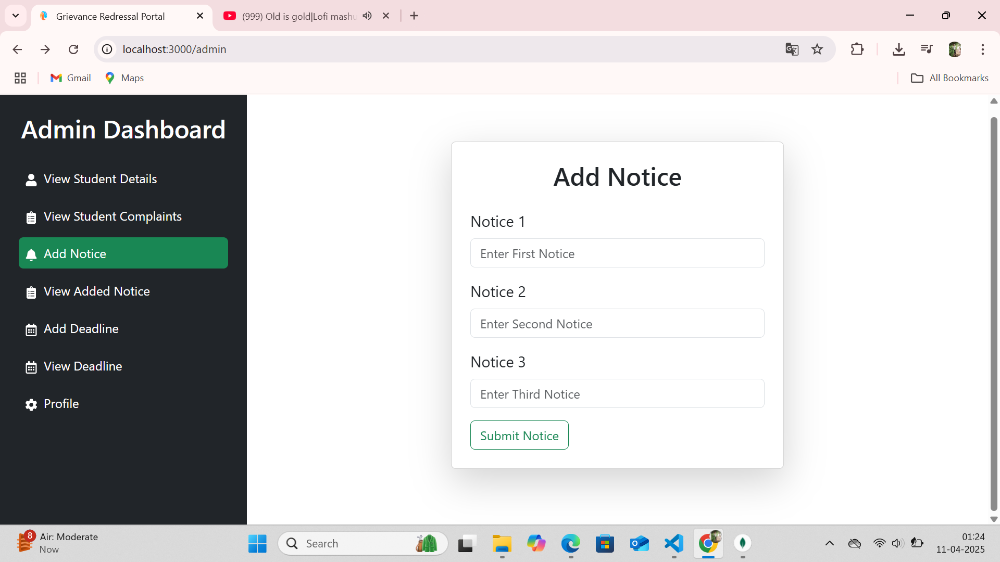 Grievance Redressal Portal
(999) Old is gold|Lofi mashu
localhost:3000/admin
Gmail
Maps
All Bookmarks
Admin Dashboard
View Student Details
View Student Complaints
Add Notice
View Added Notice
Add Deadline
View Deadline
Profile
Add Notice
Notice 1
Enter First Notice
Notice 2
Enter Second Notice
Notice 3
Enter Third Notice
Submit Notice
8
Air: Moderate
Now
Search
01:24
11-04-2025